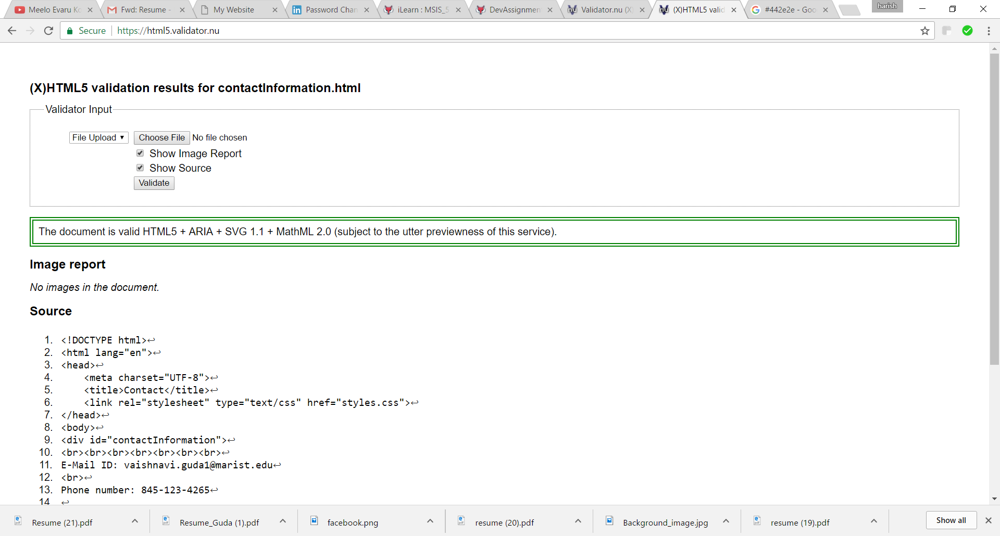 Meelo Evaru Ko
Fwd: Resume -
My Website
Password Chan
iLearn : MSIS_5
DevAssignmen
Validator.nu (X)
(X)HTML5 valid
#442e2e - Goo
harish
Secure
https://html5.validator.nu
(X)HTML5 validation results for contactInformation.html
Validator Input
File Upload ▼ Choose File No file chosen
Show Image Report
Show Source
Validate
The document is valid HTML5 + ARIA + SVG 1.1 + MathML 2.0 (subject to the utter previewness of this service).
Image report
No images in the document.
Source
1. <!DOCTYPE html>↩
2. <html lang="en">↩
3. <head>↩
4.     <meta charset="UTF-8">↩
5.     <title>Contact</title>↩
6.     <link rel="stylesheet" type="text/css" href="styles.css">↩
7. </head>↩
8. <body>↩
9. <div id="contactInformation">↩
10. <br><br><br><br><br><br><br>↩
11. E-Mail ID: vaishnavi.guda1@marist.edu↩
12. <br>↩
13. Phone number: 845-123-4265↩
14 ↩
Resume (21).pdf
Resume_Guda (1).pdf
facebook.png
resume (20).pdf
Background_image.jpg
resume (19).pdf
Show all